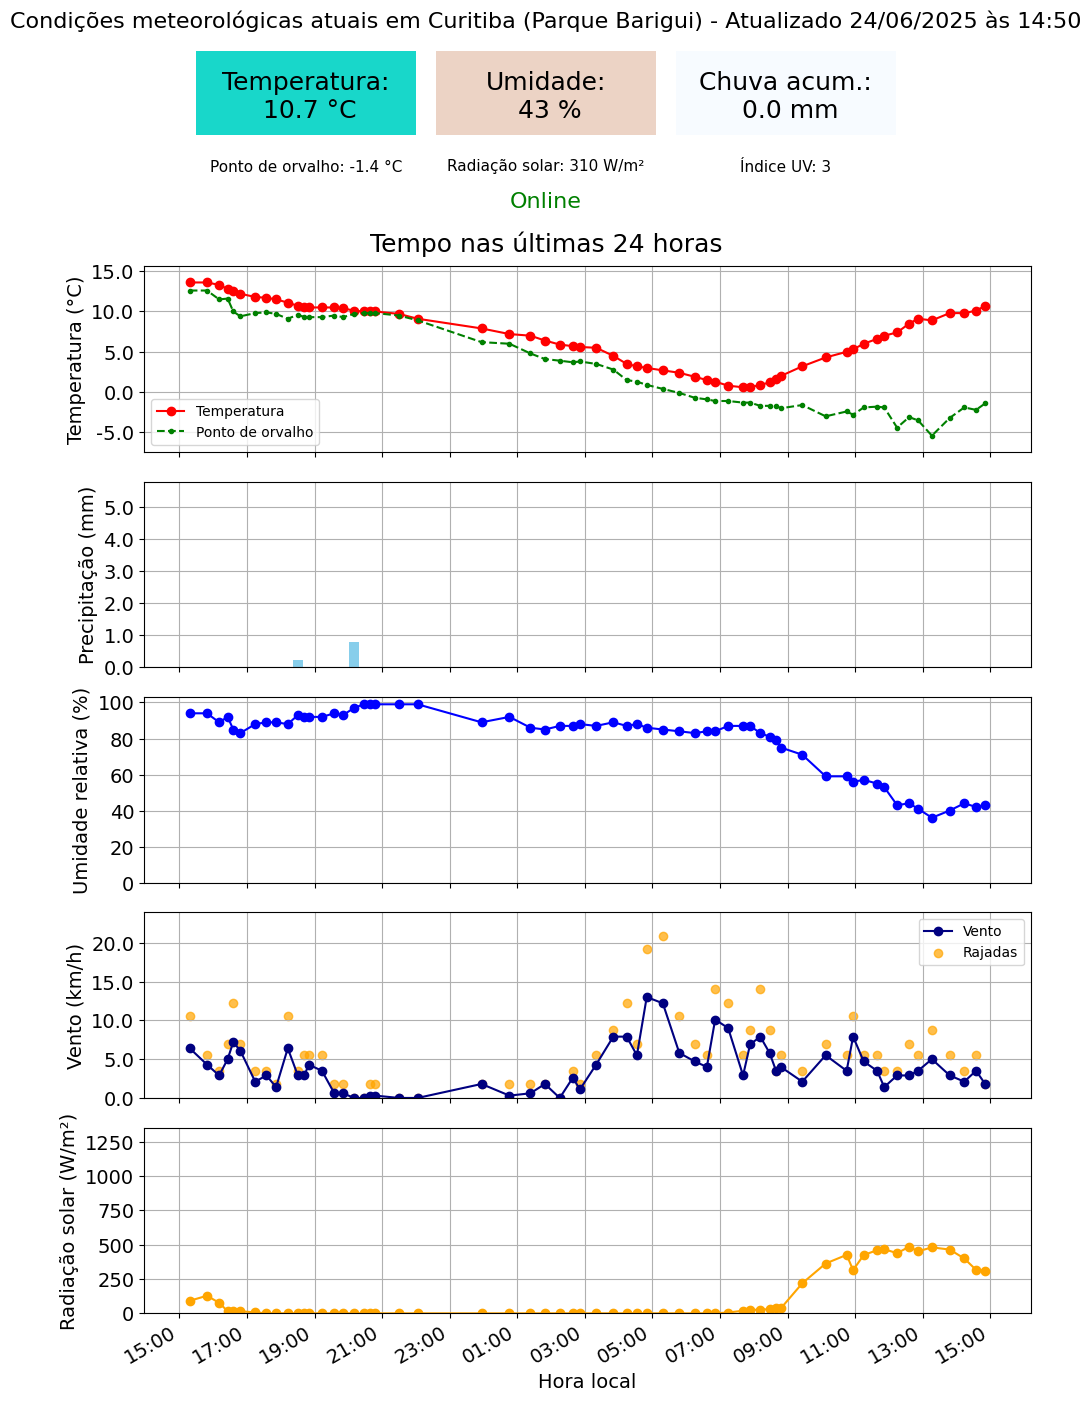 Condições meteorológicas atuais em Curitiba (Parque Barigui) - Atualizado 24/06/2025 às 14:50
Temperatura:
10.7 °C
Umidade:
43 %
Chuva acum.:
0.0 mm
Ponto de orvalho: -1.4 °C
Radiação solar: 310 W/m²
Índice UV: 3
Online
Tempo nas últimas 24 horas
Temperatura (°C)
15.0
10.0
5.0
0.0
-5.0
Temperatura
Ponto de orvalho
Precipitação (mm)
5.0
4.0
3.0
2.0
1.0
0.0
Umidade relativa (%)
100
80
60
40
20
0
Vento (km/h)
20.0
15.0
10.0
5.0
0.0
Vento
Rajadas
Radiação solar (W/m²)
1250
1000
750
500
250
0
15:00
17:00
19:00
21:00
23:00
01:00
03:00
05:00
07:00
09:00
11:00
13:00
15:00
Hora local